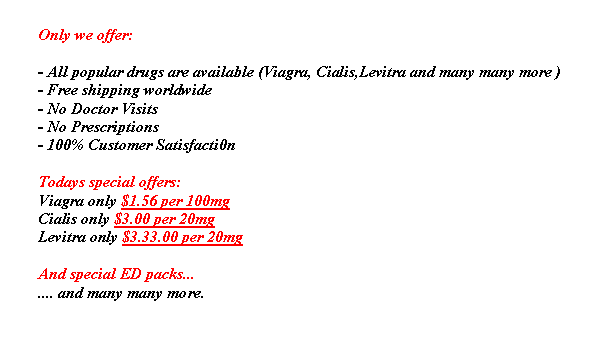 Only we offer:
- All popular drugs are available (Viagra, Cialis,Levitra and many many more )
- Free shipping worldwide
- No Doctor Visits
- No Prescriptions
- 100% Customer Satisfacti0n
Todays special offers:
Viagra only $1.56 per 100mg
Cialis only $3.00 per 20mg
Levitra only $3.33.00 per 20mg
And special ED packs...
.... and many many more.